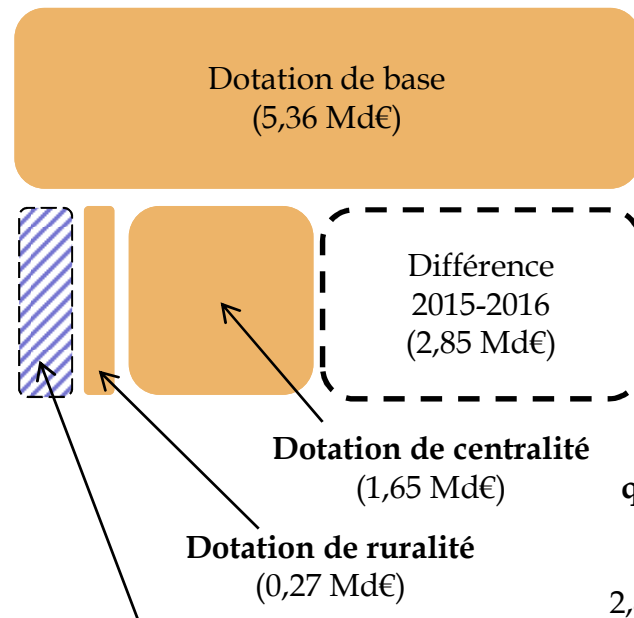 Dotation de base
(5,36 Md€)
Différence
2015-2016
(2,85 Md€)
Dotation de centralité
(1,65 Md€)
q
Dotation de ruralité
(0,27 Md€)
2,